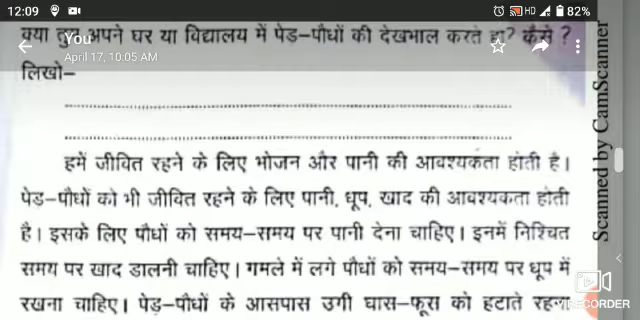 12:09 HD 82%
क्या तुम अपने घर या विद्यालय में पेड़-पौधों की देखभाल करते हो? कैसे?
You
April 17, 10:05 AM
लिखो-
हमें जीवित रहने के लिए भोजन और पानी की आवश्यकता होती है।
पेड़-पौधों को भी जीवित रहने के लिए पानी, धूप, खाद की आवश्यकता होती
है। इसके लिए पौधों को समय-समय पर पानी देना चाहिए। इनमें निश्चित
समय पर खाद डालनी चाहिए। गमले में लगे पौधों को समय-समय पर धूप में
रखना चाहिए। पेड़-पौधों के आसपास उगी घास-फूस को हटाते
Scanned by CamScanner
RECORDER